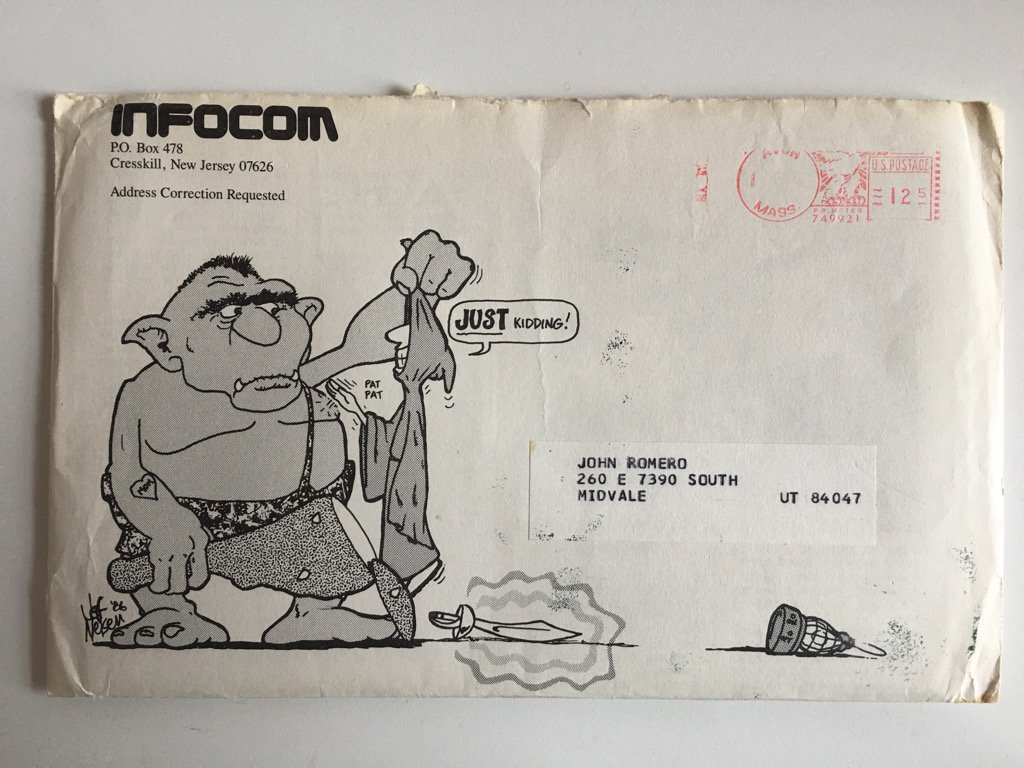 INFOCOM
P.O. Box 478
Cresskill, New Jersey 07626
Address Correction Requested
MASS
749921
U.S. POSTAGE
12 5
JUST KIDDING!
PAT
PAT
JOHN ROMERO
260 E 7390 SOUTH
MIDVALE UT 84047
'86